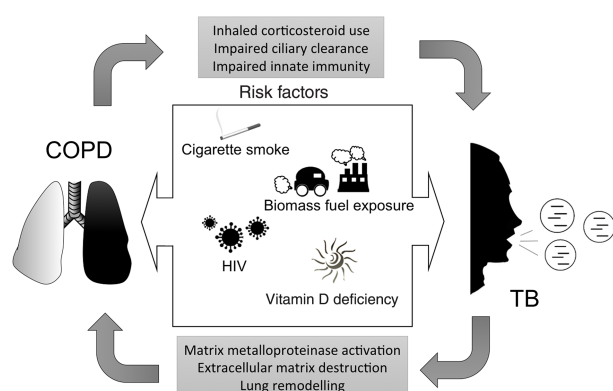 Inhaled corticosteroid use
Impaired ciliary clearance
Impaired innate immunity
Risk factors
Cigarette smoke
COPD
Biomass fuel exposure
HIV
Vitamin D deficiency
TB
Matrix metalloproteinase activation
Extracellular matrix destruction
Lung remodelling